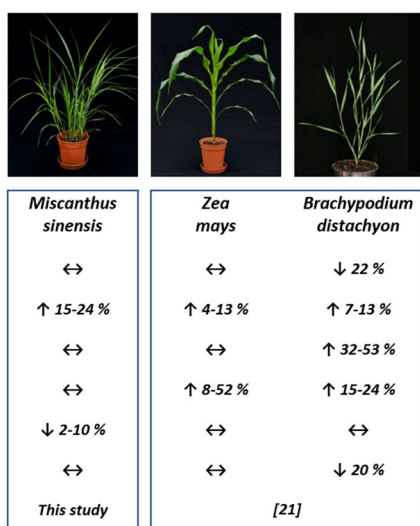 Miscanthus Zea Brachypodium
sinensis mays distachyon
↔ ↔ ↓ 22 %
↑ 15-24 % ↑ 4-13 % ↑ 7-13 %
↔ ↔ ↑ 32-53 %
↔ ↑ 8-52 % ↑ 15-24 %
↓ 2-10 % ↔ ↔
↔ ↔ ↓ 20 %
This study [21]